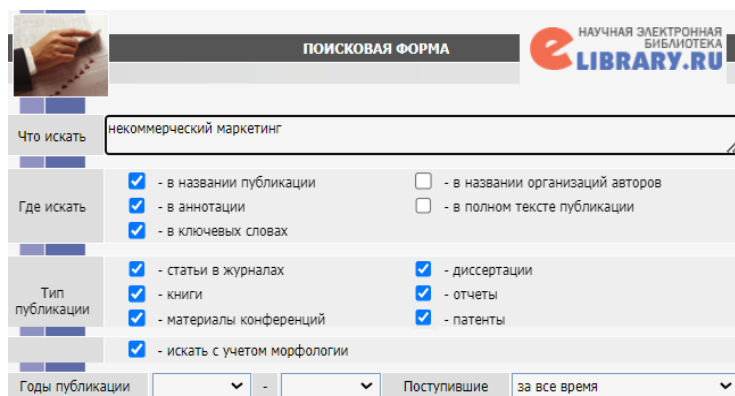 ПОИСКОВАЯ ФОРМА
НАУЧНАЯ ЭЛЕКТРОННАЯ
БИБЛИОТЕКА
eLIBRARY.RU
Что искать
некоммерческий маркетинг
Где искать
- в названии публикации
- в названии организаций авторов
- в аннотации
- в полном тексте публикации
- в ключевых словах
Тип
публикации
- статьи в журналах
- диссертации
- книги
- отчеты
- материалы конференций
- патенты
- искать с учетом морфологии
Годы публикации - Поступившие за все время